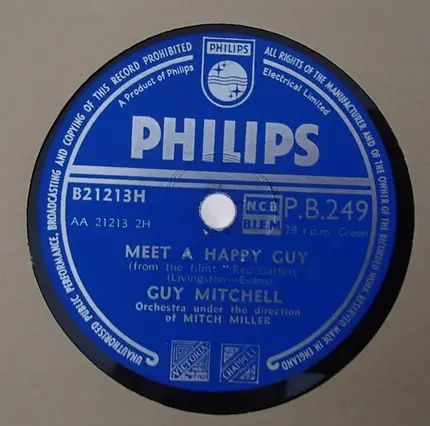 UNAUTHORISED PUBLIC PERFORMANCE, BROADCASTING AND COPYING OF THIS RECORD PROHIBITED
ALL RIGHTS OF THE MANUFACTURER AND OF THE OWNER OF THE RECORDED WORK RESERVED MADE IN ENGLAND
PHILIPS
A Product of Philips Electrical Limited
PHILIPS
B21213H
AA 21213 2H
NCB
BIEM
P.B.249
78 r.p.m. Green
MEET A HAPPY GUY
(from the film: "Red Garters")
(Livingston—Evans)
GUY MITCHELL
Orchestra under the direction
of MITCH MILLER
VICTORIA
CHAPPELL